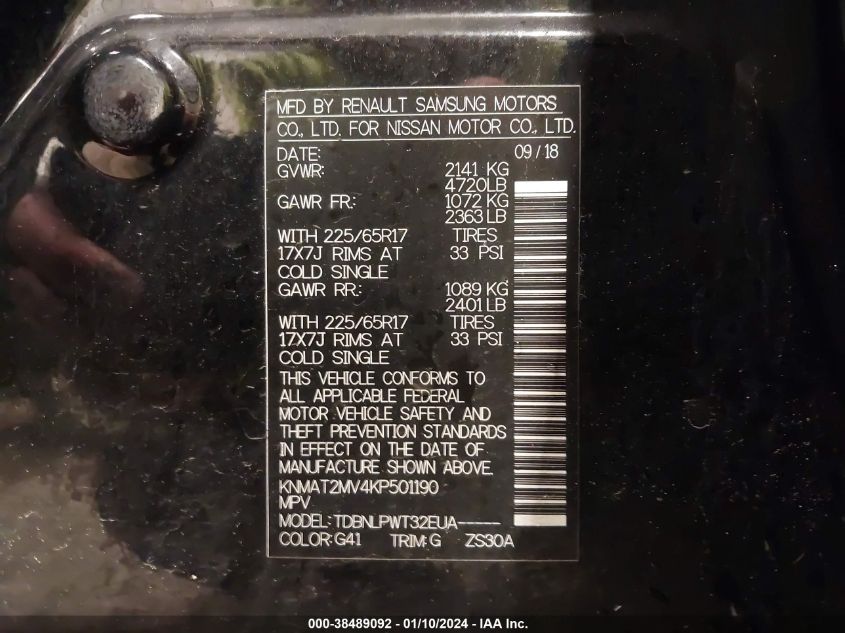 MFD BY RENAULT SAMSUNG MOTORS
CO., LTD. FOR NISSAN MOTOR CO., LTD.
DATE: 09/18
GVWR: 2141 KG
4720LB
GAWR FR.: 1072 KG
2363LB
WITH 225/65R17 TIRES
17X7J RIMS AT 33 PSI
COLD SINGLE
GAWR RR.: 1089 KG
2401LB
WITH 225/65R17 TIRES
17X7J RIMS AT 33 PSI
COLD SINGLE
THIS VEHICLE CONFORMS TO
ALL APPLICABLE FEDERAL
MOTOR VEHICLE SAFETY AND
THEFT PREVENTION STANDARDS
IN EFFECT ON THE DATE OF
MANUFACTURE SHOWN ABOVE.
KNMAT2MV4KP501190
MPV
MODEL:TDBNLPWT32EUA-----
COLOR:G41 TRIM:G ZS30A
000-38489092 - 01/10/2024 - IAA Inc.